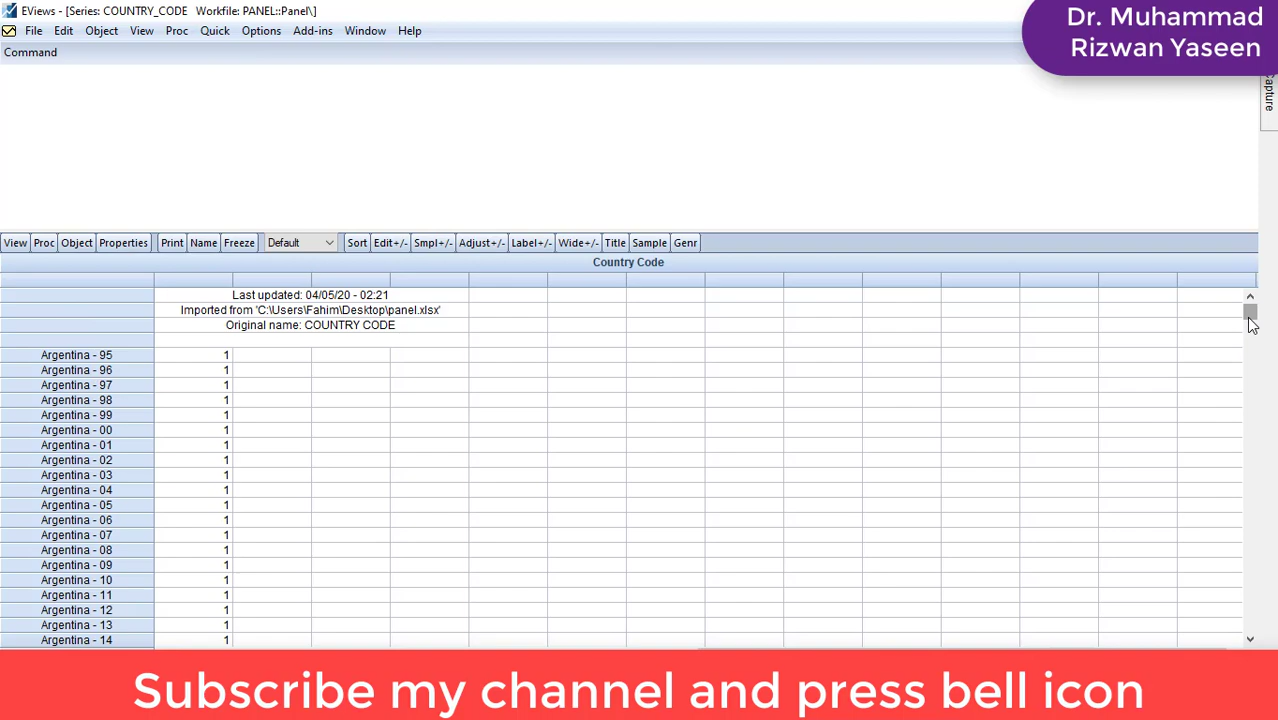 EViews - [Series: COUNTRY_CODE Workfile: PANEL::Panel\]
Dr. Muhammad
Rizwan Yaseen
File Edit Object View Proc Quick Options Add-ins Window Help
Command
Capture
View Proc Object Properties Print Name Freeze Default Sort Edit+/- Smpl+/- Adjust+/- Label+/- Wide+/- Title Sample Genr
Country Code
Last updated: 04/05/20 - 02:21
Imported from 'C:\Users\Fahim\Desktop\panel.xlsx'
Original name: COUNTRY CODE
Argentina - 95 1
Argentina - 96 1
Argentina - 97 1
Argentina - 98 1
Argentina - 99 1
Argentina - 00 1
Argentina - 01 1
Argentina - 02 1
Argentina - 03 1
Argentina - 04 1
Argentina - 05 1
Argentina - 06 1
Argentina - 07 1
Argentina - 08 1
Argentina - 09 1
Argentina - 10 1
Argentina - 11 1
Argentina - 12 1
Argentina - 13 1
Argentina - 14 1
Subscribe my channel and press bell icon